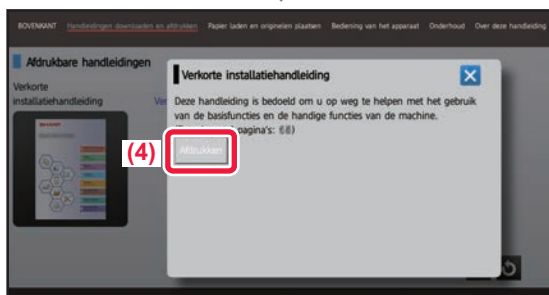 BOVENKANT Handleidingen downloaden en afdrukken Papier laden en originelen plaatsen Bediening van het apparaat Onderhoud Over deze handleiding
Afdrukbare handleidingen
Verkorte
installatiehandleiding
Ver
Verkorte installatiehandleiding
Deze handleiding is bedoeld om u op weg te helpen met het gebruik
van de basisfuncties en de handige functies van de machine.
pagina's:
(4)
Afdrukken